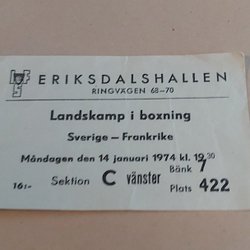 ERIKSDALSHALLEN
RINGVÄGEN 68-70
Landskamp i boxning
Sverige - Frankrike
Måndagen den 14 januari 1974 kl. 19.30
Bänk 7
16:- Sektion C vänster
Plats 422